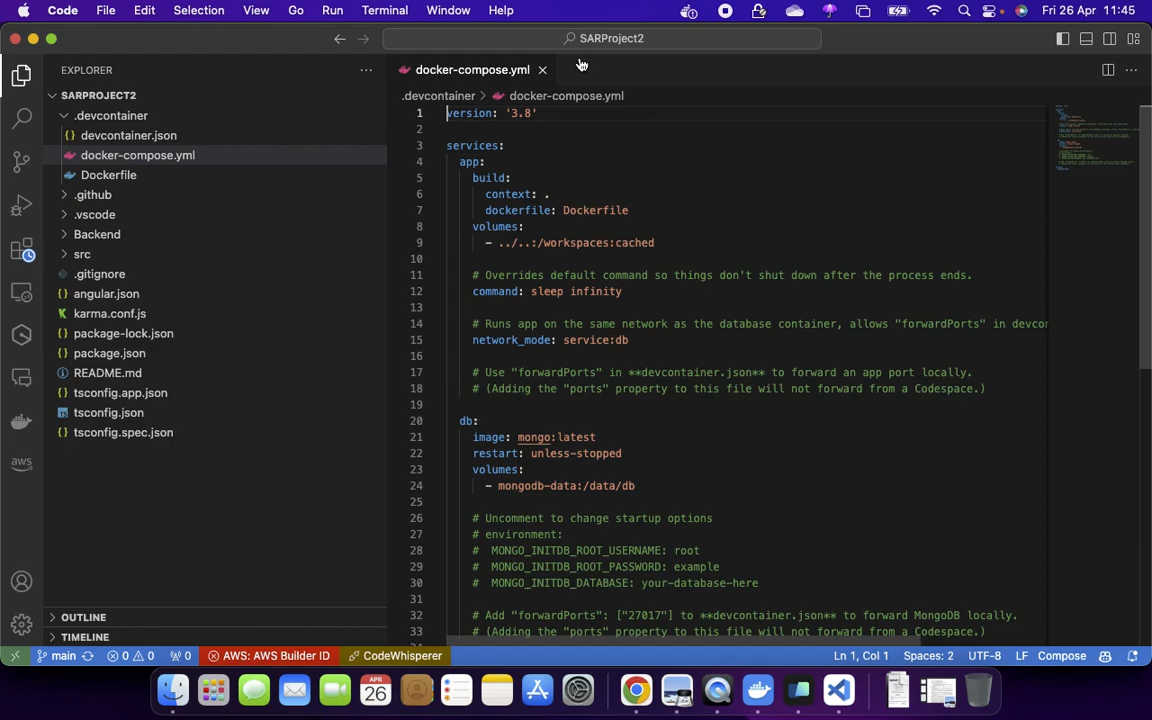 Code File Edit Selection View Go Run Terminal Window Help Fri 26 Apr 11:45
SARProject2
EXPLORER
docker-compose.yml
SARPROJECT2
.devcontainer
devcontainer.json
docker-compose.yml
Dockerfile
.github
.vscode
Backend
src
.gitignore
angular.json
karma.conf.js
package-lock.json
package.json
README.md
tsconfig.app.json
tsconfig.json
tsconfig.spec.json
OUTLINE
TIMELINE
aws
.devcontainer > docker-compose.yml
1 version: '3.8'
2
3 services:
4 app:
5 build:
6 context: .
7 dockerfile: Dockerfile
8 volumes:
9 - ../..:/workspaces:cached
10
11 # Overrides default command so things don't shut down after the process ends.
12 command: sleep infinity
13
14 # Runs app on the same network as the database container, allows "forwardPorts" in devcon
15 network_mode: service:db
16
17 # Use "forwardPorts" in **devcontainer.json** to forward an app port locally.
18 # (Adding the "ports" property to this file will not forward from a Codespace.)
19
20 db:
21 image: mongo:latest
22 restart: unless-stopped
23 volumes:
24 - mongodb-data:/data/db
25
26 # Uncomment to change startup options
27 # environment:
28 # MONGO_INITDB_ROOT_USERNAME: root
29 # MONGO_INITDB_ROOT_PASSWORD: example
30 # MONGO_INITDB_DATABASE: your-database-here
31
32 # Add "forwardPorts": ["27017"] to **devcontainer.json** to forward MongoDB locally.
33 # (Adding the "ports" property to this file will not forward from a Codespace.)
main 0 0 0 AWS: AWS Builder ID CodeWhisperer Ln 1, Col 1 Spaces: 2 UTF-8 LF Compose
APR
26